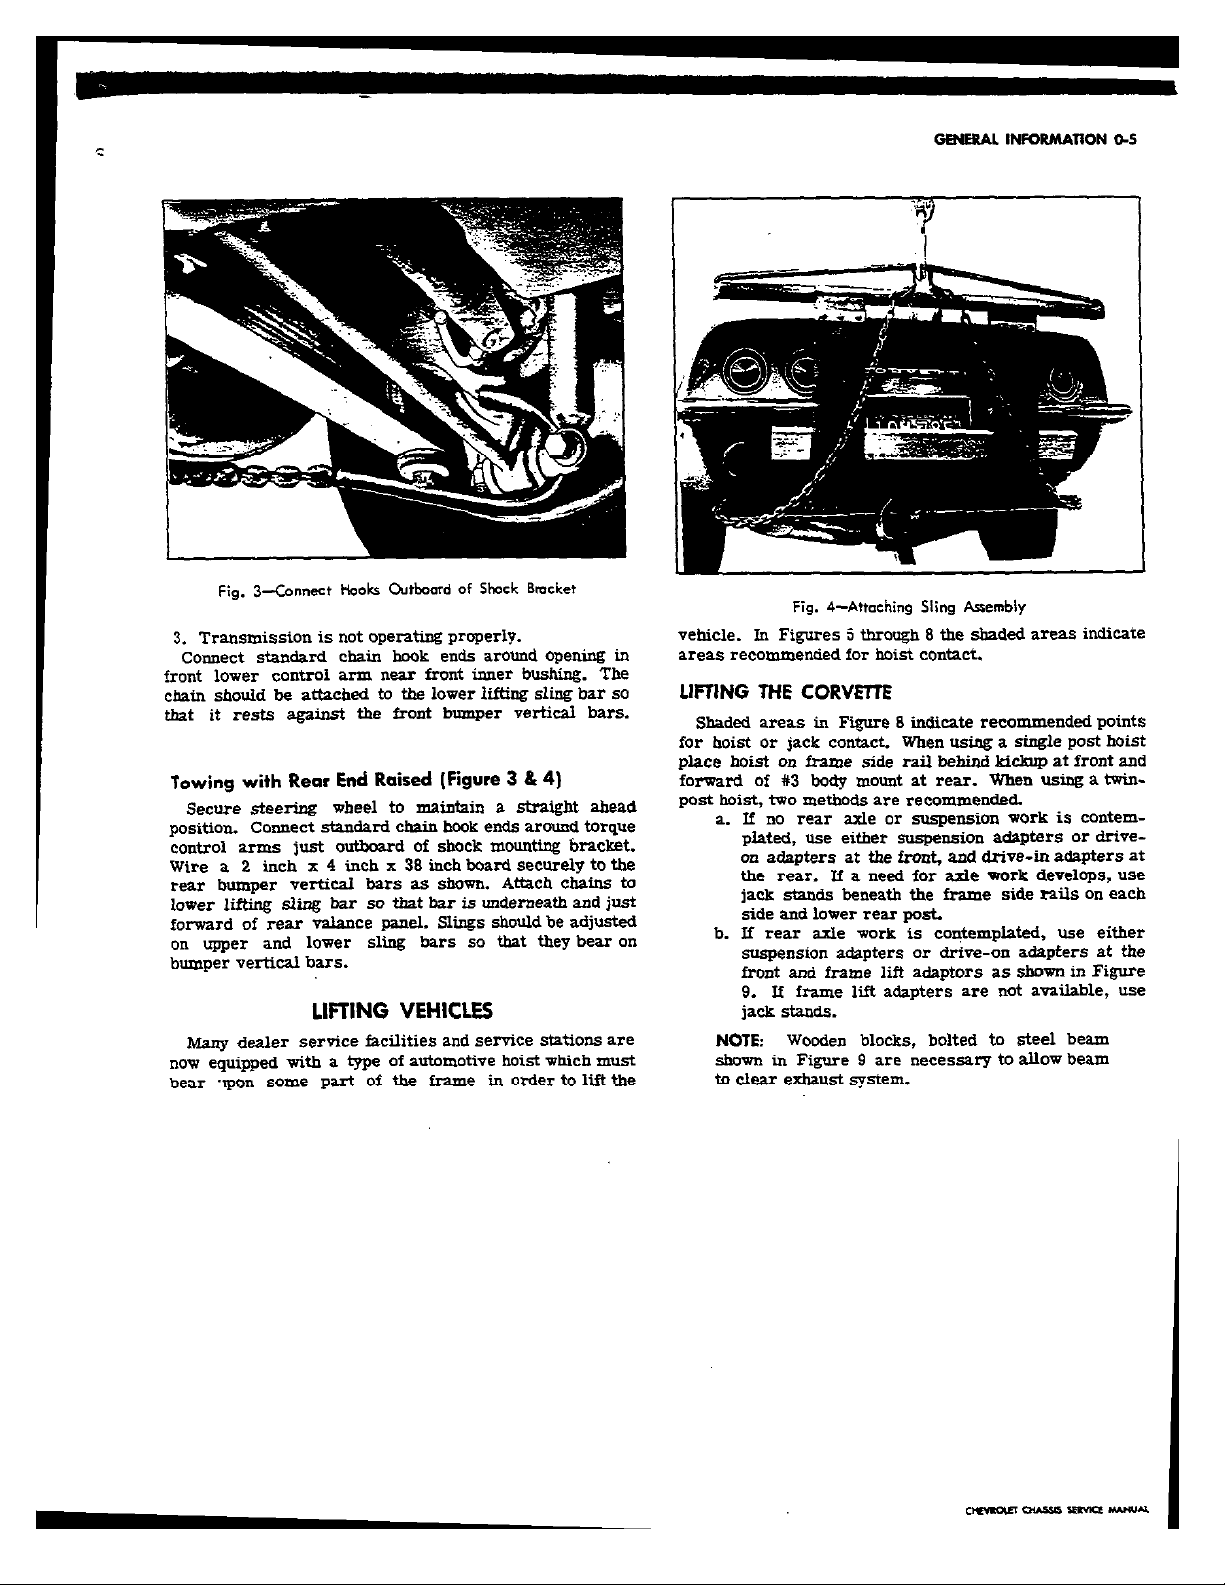 GENERAL INFORMATION 0-5
Fig. 3—Connect Hooks Outboard of Shock Bracket
3. Transmission is not operating properly.
Connect standard chain hook ends around opening in
front lower control arm near front inner bushing. The
chain should be attached to the lower lifting sling bar so
that it rests against the front bumper vertical bars.
Towing with Rear End Raised (Figure 3 & 4)
Secure steering wheel to maintain a straight ahead
position. Connect standard chain hook ends around torque
control arms just outboard of shock mounting bracket.
Wire a 2 inch x 4 inch x 38 inch board securely to the
rear bumper vertical bars as shown. Attach chains to
lower lifting sling bar so that bar is underneath and just
forward of rear valance panel. Slings should be adjusted
on upper and lower sling bars so that they bear on
bumper vertical bars.
LIFTING VEHICLES
Many dealer service facilities and service stations are
now equipped with a type of automotive hoist which must
bear upon some part of the frame in order to lift the
Fig. 4—Attaching Sling Assembly
vehicle. In Figures 5 through 8 the shaded areas indicate
areas recommended for hoist contact.
LIFTING THE CORVETTE
Shaded areas in Figure 8 indicate recommended points
for hoist or jack contact. When using a single post hoist
place hoist on frame side rail behind kickup at front and
forward of #3 body mount at rear. When using a twin-
post hoist, two methods are recommended.
a. If no rear axle or suspension work is contem-
plated, use either suspension adapters or drive-
on adapters at the front, and drive-in adapters at
the rear. If a need for axle work develops, use
jack stands beneath the frame side rails on each
side and lower rear post.
b. If rear axle work is contemplated, use either
suspension adapters or drive-on adapters at the
front and frame lift adaptors as shown in Figure
9. If frame lift adapters are not available, use
jack stands.
NOTE: Wooden blocks, bolted to steel beam
shown in Figure 9 are necessary to allow beam
to clear exhaust system.
CHEVROLET CHASSIS SERVICE MANUAL